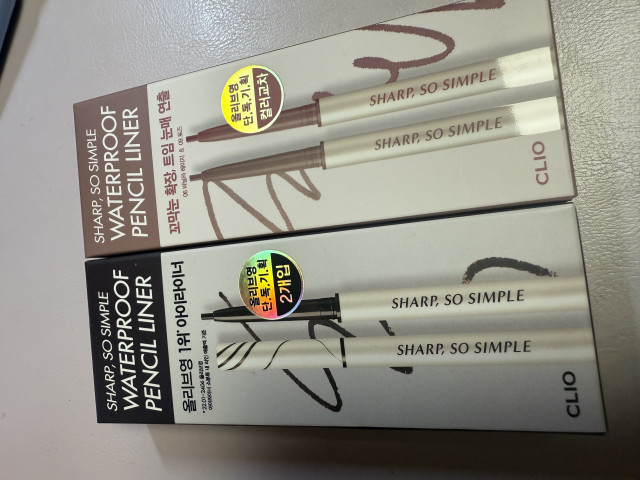 SHARP, SO SIMPLE
WATERPROOF
PENCIL LINER
꼬막눈 확장, 트임 눈매 연출
올리브영
단,독,기,획
컬러교차
SHARP, SO SIMPLE
SHARP, SO SIMPLE
CLIO
SHARP, SO SIMPLE
WATERPROOF
PENCIL LINER
올리브영 1위* 아이라이너
올리브영
단,독,기,획
2개입
SHARP, SO SIMPLE
SHARP, SO SIMPLE
CLIO